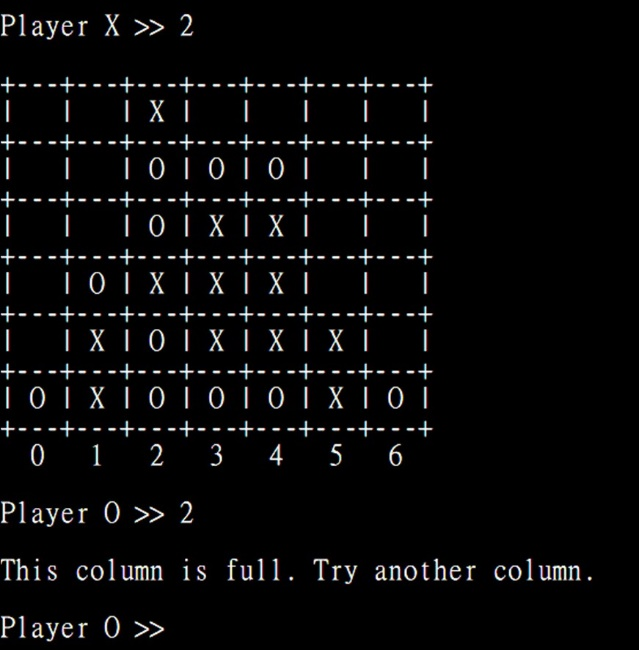 Player X >> 2
+---+---+---+---+---+---+---+
|   |   | X |   |   |   |   |
+---+---+---+---+---+---+---+
|   |   | O | O | O |   |   |
+---+---+---+---+---+---+---+
|   |   | O | X | X |   |   |
+---+---+---+---+---+---+---+
|   | O | X | X | X |   |   |
+---+---+---+---+---+---+---+
|   | X | O | X | X | X |   |
+---+---+---+---+---+---+---+
| O | X | O | O | O | X | O |
+---+---+---+---+---+---+---+
  0   1   2   3   4   5   6
Player O >> 2
This column is full. Try another column.
Player O >>